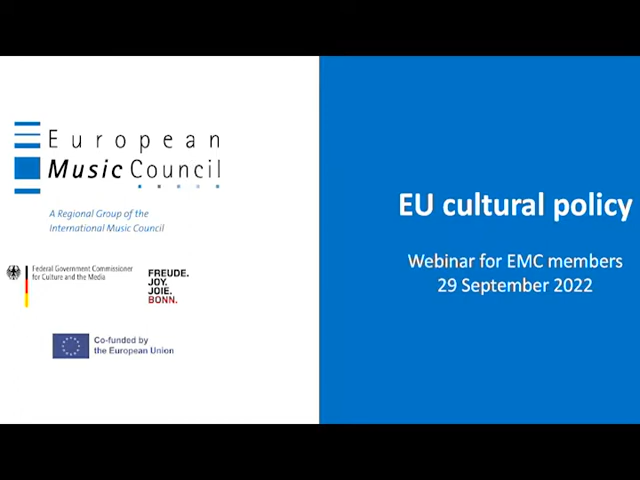 European
Music Council
A Regional Group of the
International Music Council
Federal Government Commissioner
for Culture and the Media
FREUDE.
JOY.
JOIE.
BONN.
Co-funded by
the European Union
EU cultural policy
Webinar for EMC members
29 September 2022